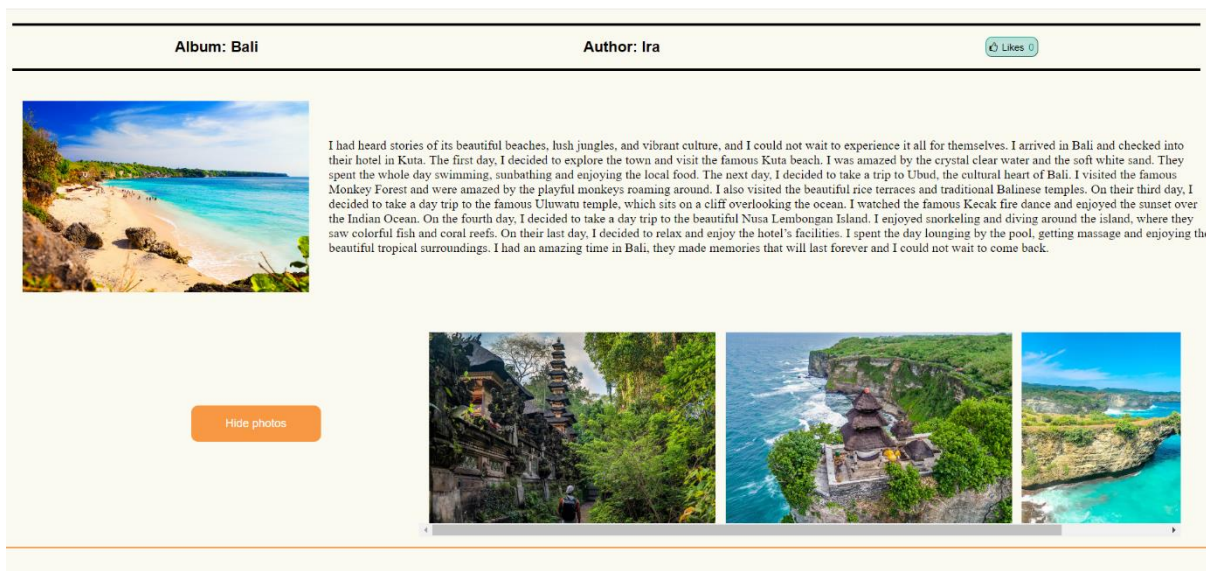 Album: Bali
Author: Ira
Likes 0
I had heard stories of its beautiful beaches, lush jungles, and vibrant culture, and I could not wait to experience it all for themselves. I arrived in Bali and checked into
their hotel in Kuta. The first day, I decided to explore the town and visit the famous Kuta beach. I was amazed by the crystal clear water and the soft white sand. They
spent the whole day swimming, sunbathing and enjoying the local food. The next day, I decided to take a trip to Ubud, the cultural heart of Bali. I visited the famous
Monkey Forest and were amazed by the playful monkeys roaming around. I also visited the beautiful rice terraces and traditional Balinese temples. On their third day, I
decided to take a day trip to the famous Uluwatu temple, which sits on a cliff overlooking the ocean. I watched the famous Kecak fire dance and enjoyed the sunset over
the Indian Ocean. On the fourth day, I decided to take a day trip to the beautiful Nusa Lembongan Island. I enjoyed snorkeling and diving around the island, where they
saw colorful fish and coral reefs. On their last day, I decided to relax and enjoy the hotel's facilities. I spent the day lounging by the pool, getting massage and enjoying the
beautiful tropical surroundings. I had an amazing time in Bali, they made memories that will last forever and I could not wait to come back.
Hide photos